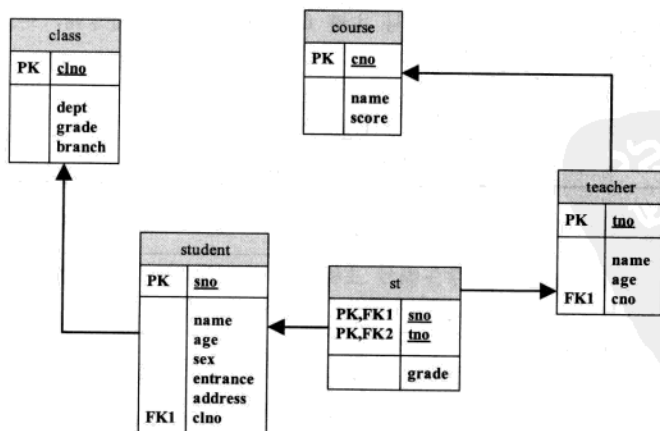 class
PK clno
dept
grade
branch
course
PK cno
name
score
teacher
PK tno
name
age
FK1 cno
student
PK sno
name
age
sex
entrance
address
FK1 clno
st
PK,FK1 sno
PK,FK2 tno
grade